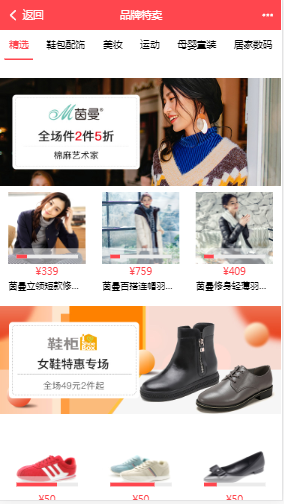 返回
品牌特卖
精选
鞋包配饰
美妆
运动
母婴童装
居家数码
茵曼
全场件2件5折
棉麻艺术家
¥339
¥759
¥409
茵曼立领短款修...
茵曼百搭连帽羽...
茵曼修身轻薄羽...
鞋柜
女鞋特惠专场
全场49元2件起
¥50
¥50
¥50